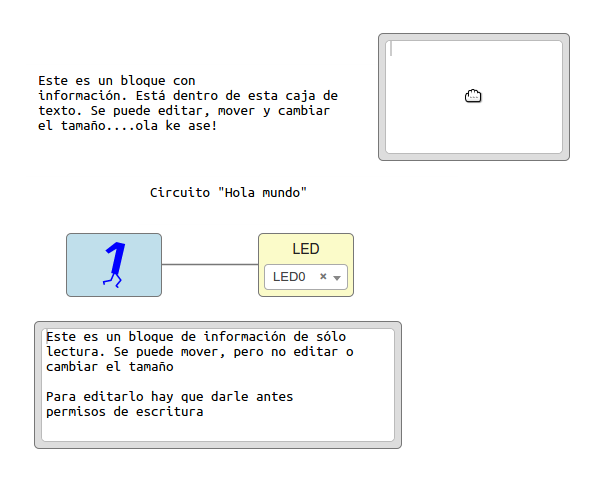 Este es un bloque con
información. Está dentro de esta caja de
texto. Se puede editar, mover y cambiar
el tamaño....ola ke ase!
Circuito "Hola mundo"
1
LED
LED0
Este es un bloque de información de sólo
lectura. Se puede mover, pero no editar o
cambiar el tamaño
Para editarlo hay que darle antes
permisos de escritura